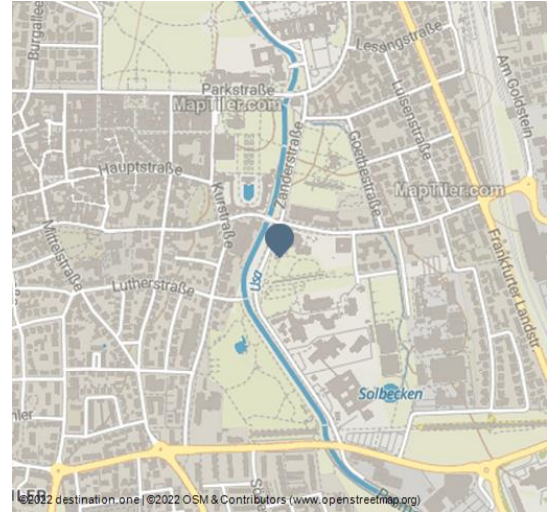 Burgallee
Lessingstraße
Am Goldstein
Parkstraße
MapTiler.com
Luisenstraße
Zanderstraße
Goethestraße
Hauptstraße
MapTiler.com
Kurstraße
Mittelstraße
Frankfurter Landstr
Usa
Lutherstraße
Solbecken
©2022 destination.one | ©2022 OSM & Contributors (www.openstreetmap.org)